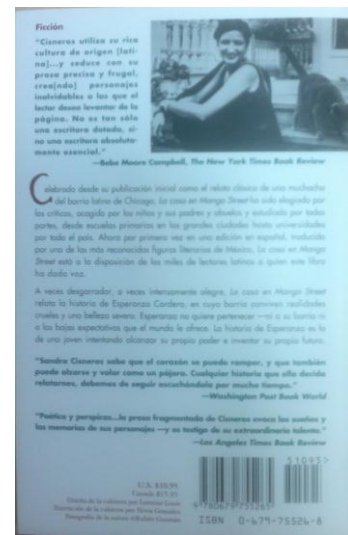 Ficción
"Cisneros utiliza su rica
cultura de origen [lati-
na]...y seduce con su
prosa precisa y frugal,
crea[ndo] personajes
inolvidables a los que el
lector desea levantar de la
página. No es tan sólo
una escritora dotada, si-
no una escritora absoluta-
mente esencial."
—Bebe Moore Campbell, The New York Times Book Review
Celebrado desde su publicación inicial como el relato clásico de una muchacha
del barrio latino de Chicago, La casa en Mango Street ha sido elogiado por
los críticos, acogido por los niños y sus padres y abuelos y estudiado por todas
partes, desde escuelas primarias en las grandes ciudades hasta universidades
por todo el país. Ahora por primera vez en una edición en español, traducida
por una de las más reconocidas figuras literarias de México, La casa en Mango
Street está a la disposición de los miles de lectores latinos a quien este libro
ha dado voz.
A veces desgarrador, a veces intensamente alegre, La casa en Mango Street
relata la historia de Esperanza Cordero, en cuyo barrio conviven realidades
crueles y una belleza severa. Esperanza no quiere pertenecer —ni a su barrio ni
a las bajas expectativas que el mundo le ofrece. La historia de Esperanza es la
de una joven intentando alcanzar su propio poder e inventar su propio futuro.
"Sandra Cisneros sabe que el corazón se puede romper, y que también
puede alzarse y volar como un pájaro. Cualquier historia que ella decida
relatarnos, debemos de seguir escuchándola por mucho tiempo."
—Washington Post Book World
"Poética y perspicaz...la prosa fragmentada de Cisneros evoca los sueños y
las memorias de sus personajes —y es testigo de su extraordinario talento."
—Los Angeles Times Book Review
U.S. $10.95
51095>
9 780679 755265
ISBN 0-679-75526-8